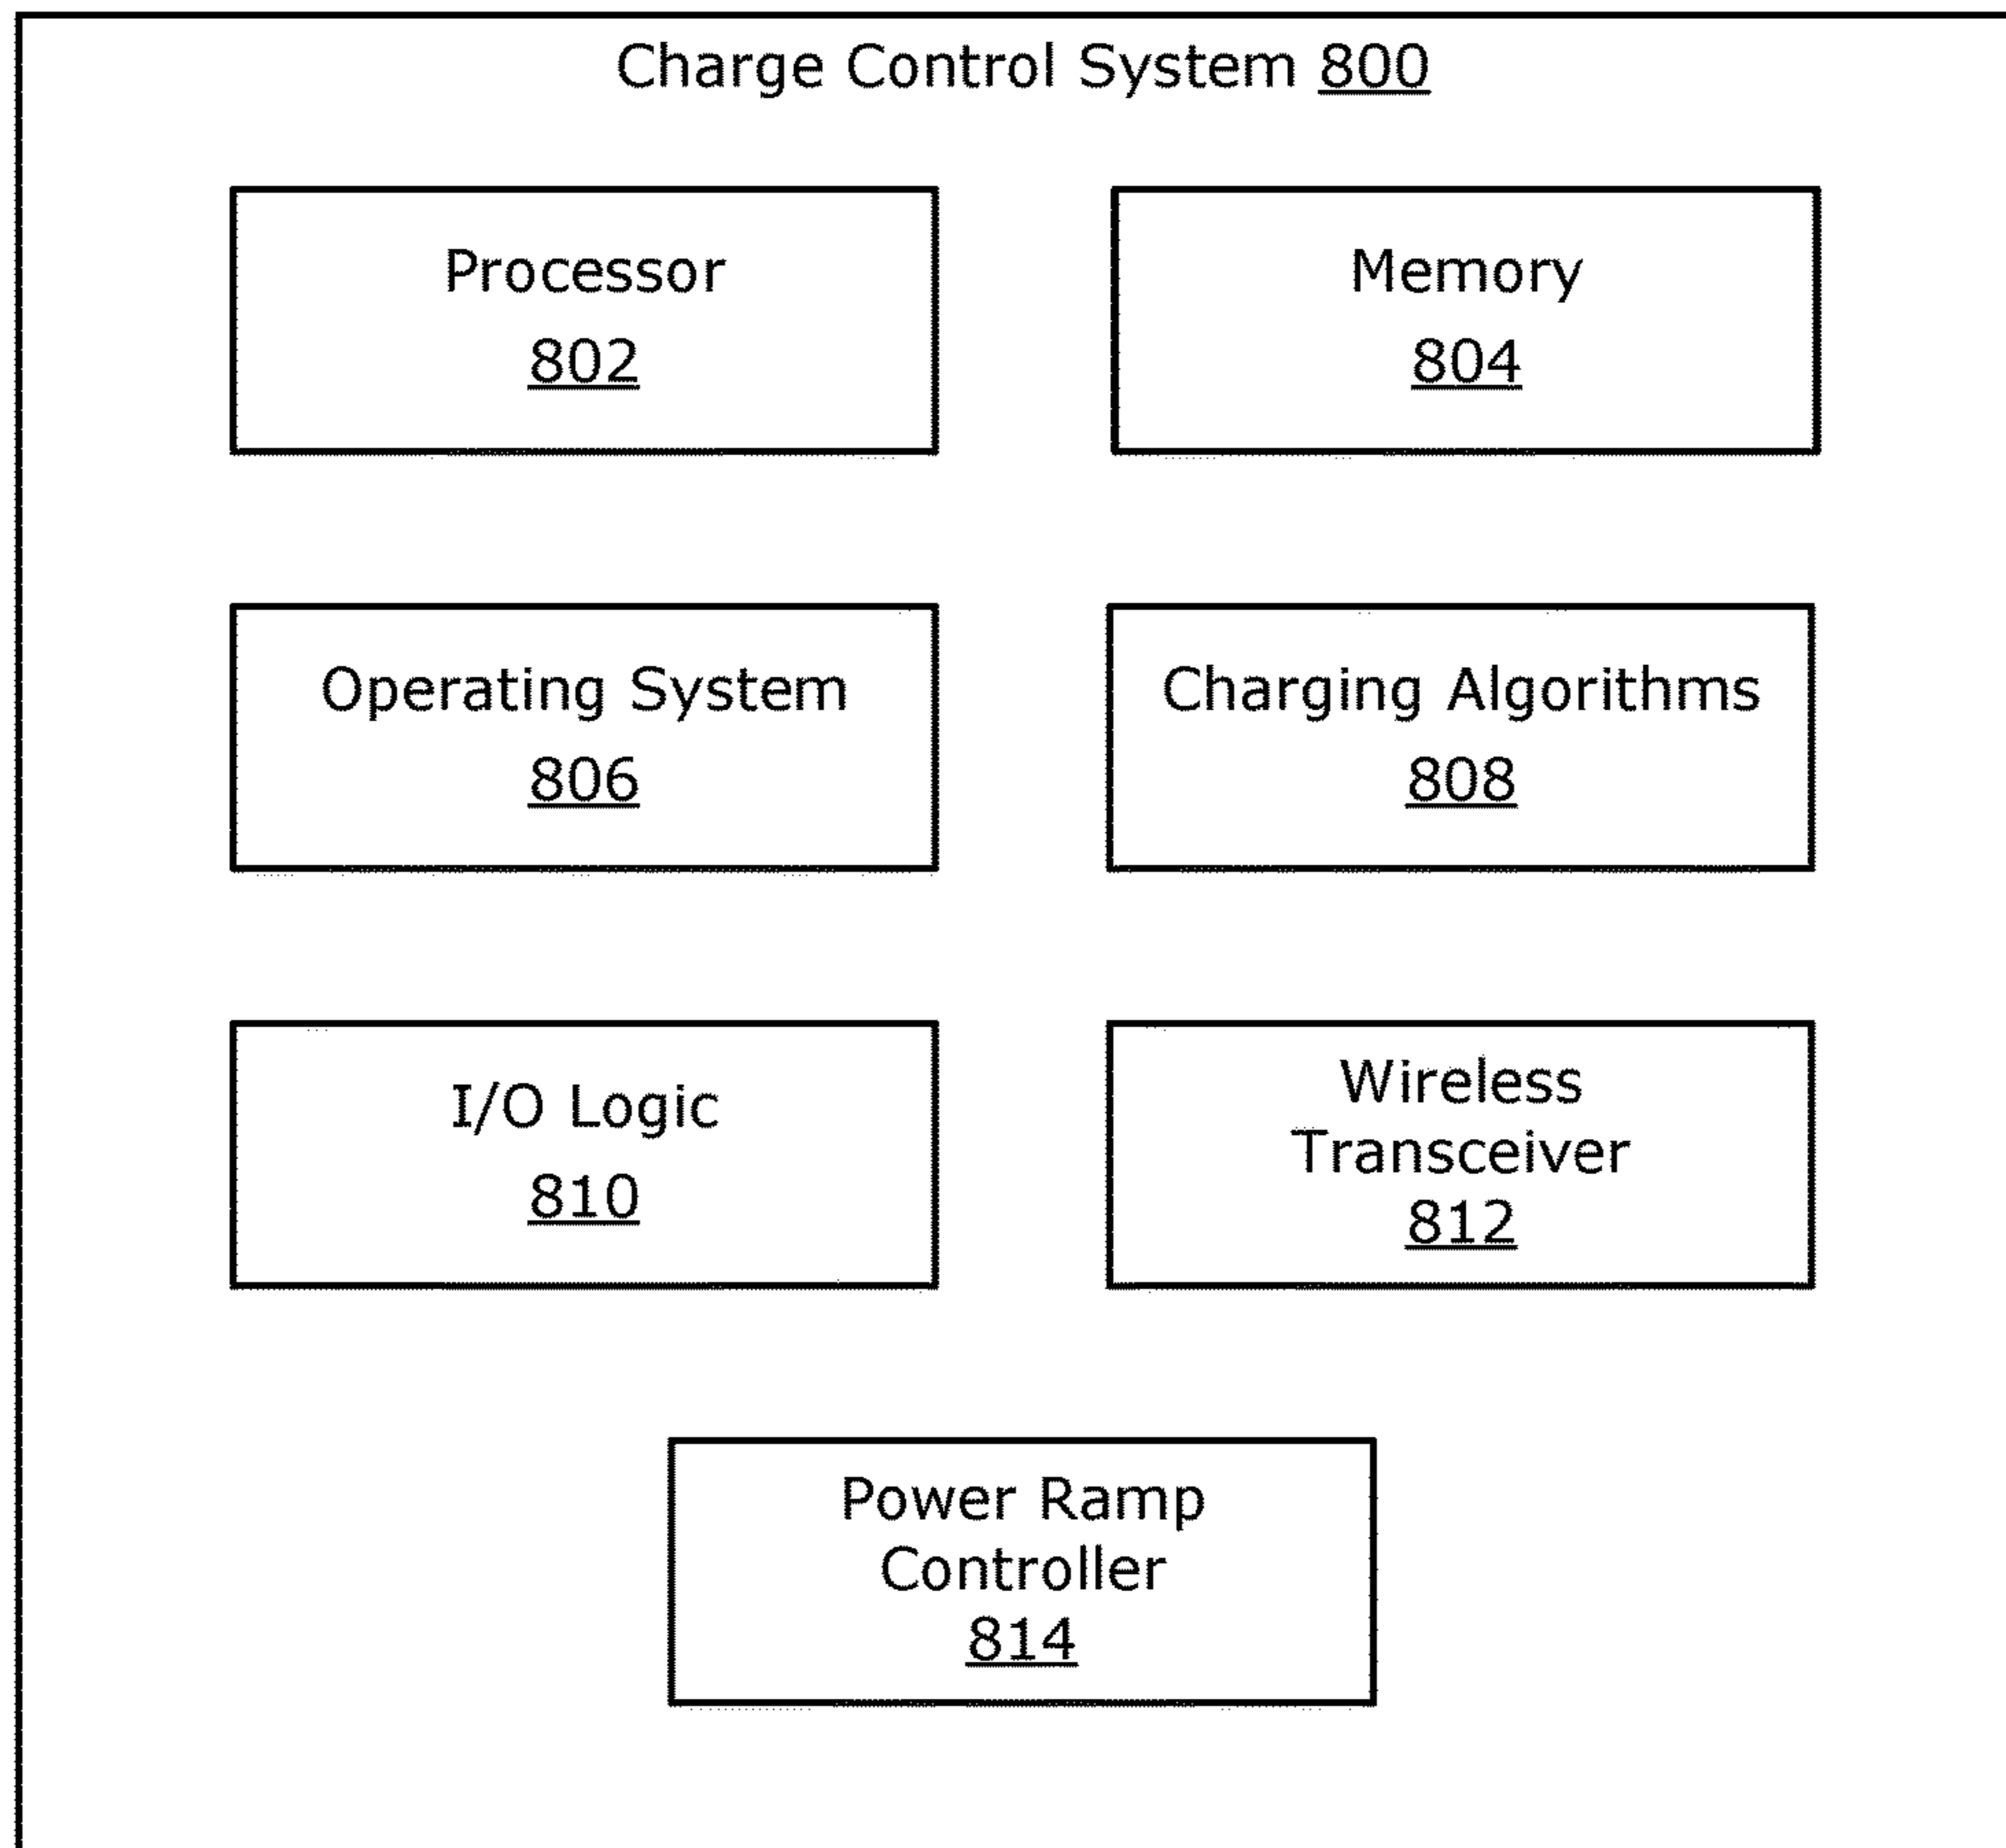 Charge Control System 800
Processor
802
Memory
804
Operating System
806
Charging Algorithms
808
I/O Logic
810
Wireless
Transceiver
812
Power Ramp
Controller
814